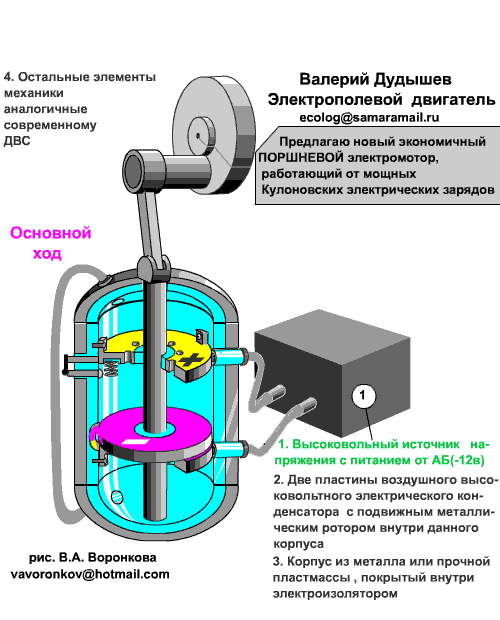 4. Остальные элементы
механики
аналогичные
современному
ДВС
Валерий Дудышев
Электрополевой двигатель
ecolog@samaramail.ru
Предлагаю новый экономичный
ПОРШНЕВОЙ электромотор,
работающий от мощных
Кулоновских электрических зарядов
Основной
ход
+
1
1. Высоковольный источник на-
пряжения с питанием от АБ(-12в)
2. Две пластины воздушного высо-
ковольтного электрического кон-
денсатора с подвижным металли-
ческим ротором внутри данного
корпуса
3. Корпус из металла или прочной
пластмассы , покрытый внутри
электроизолятором
рис. В.А. Воронкова
vavoronkov@hotmail.com